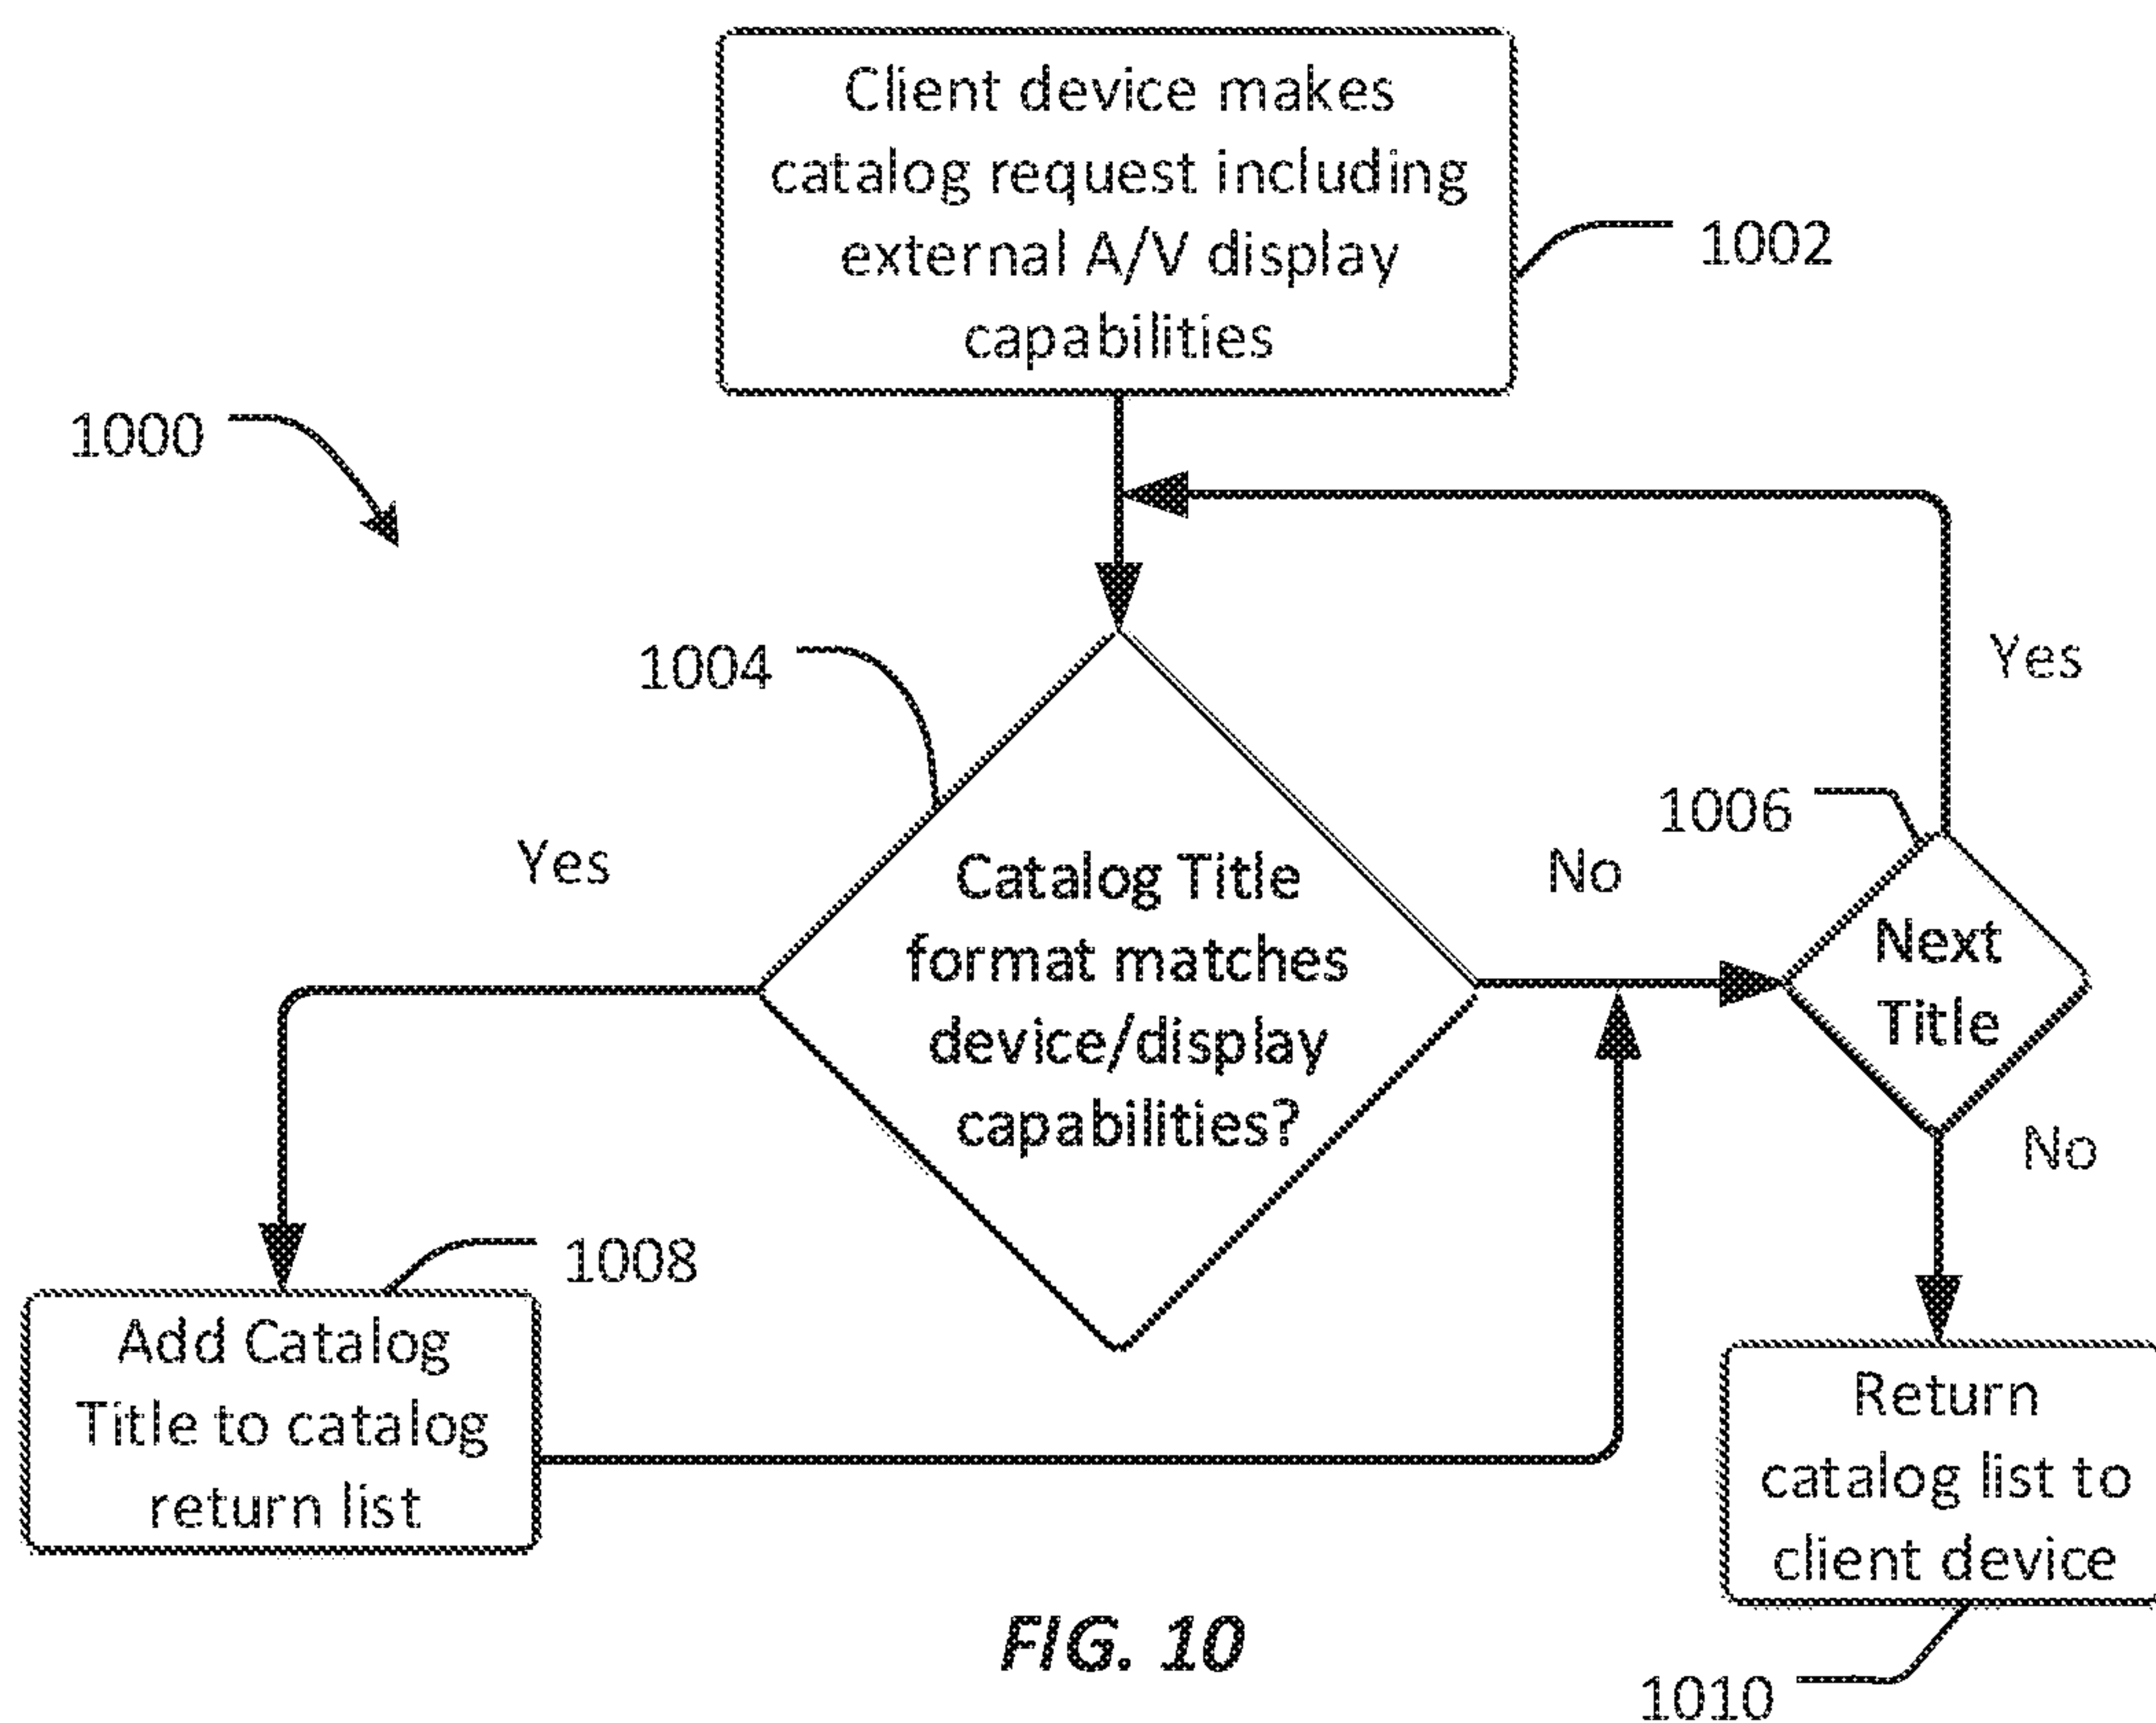 Client device makes
catalog request including
external A/V display
capabilities
1002
1000
1004
Yes
Yes
1006
No
Catalog Title
format matches
device/display
capabilities?
Next
Title
No
1008
Add Catalog
Title to catalog
return list
Return
catalog list to
client device
FIG. 10
1010